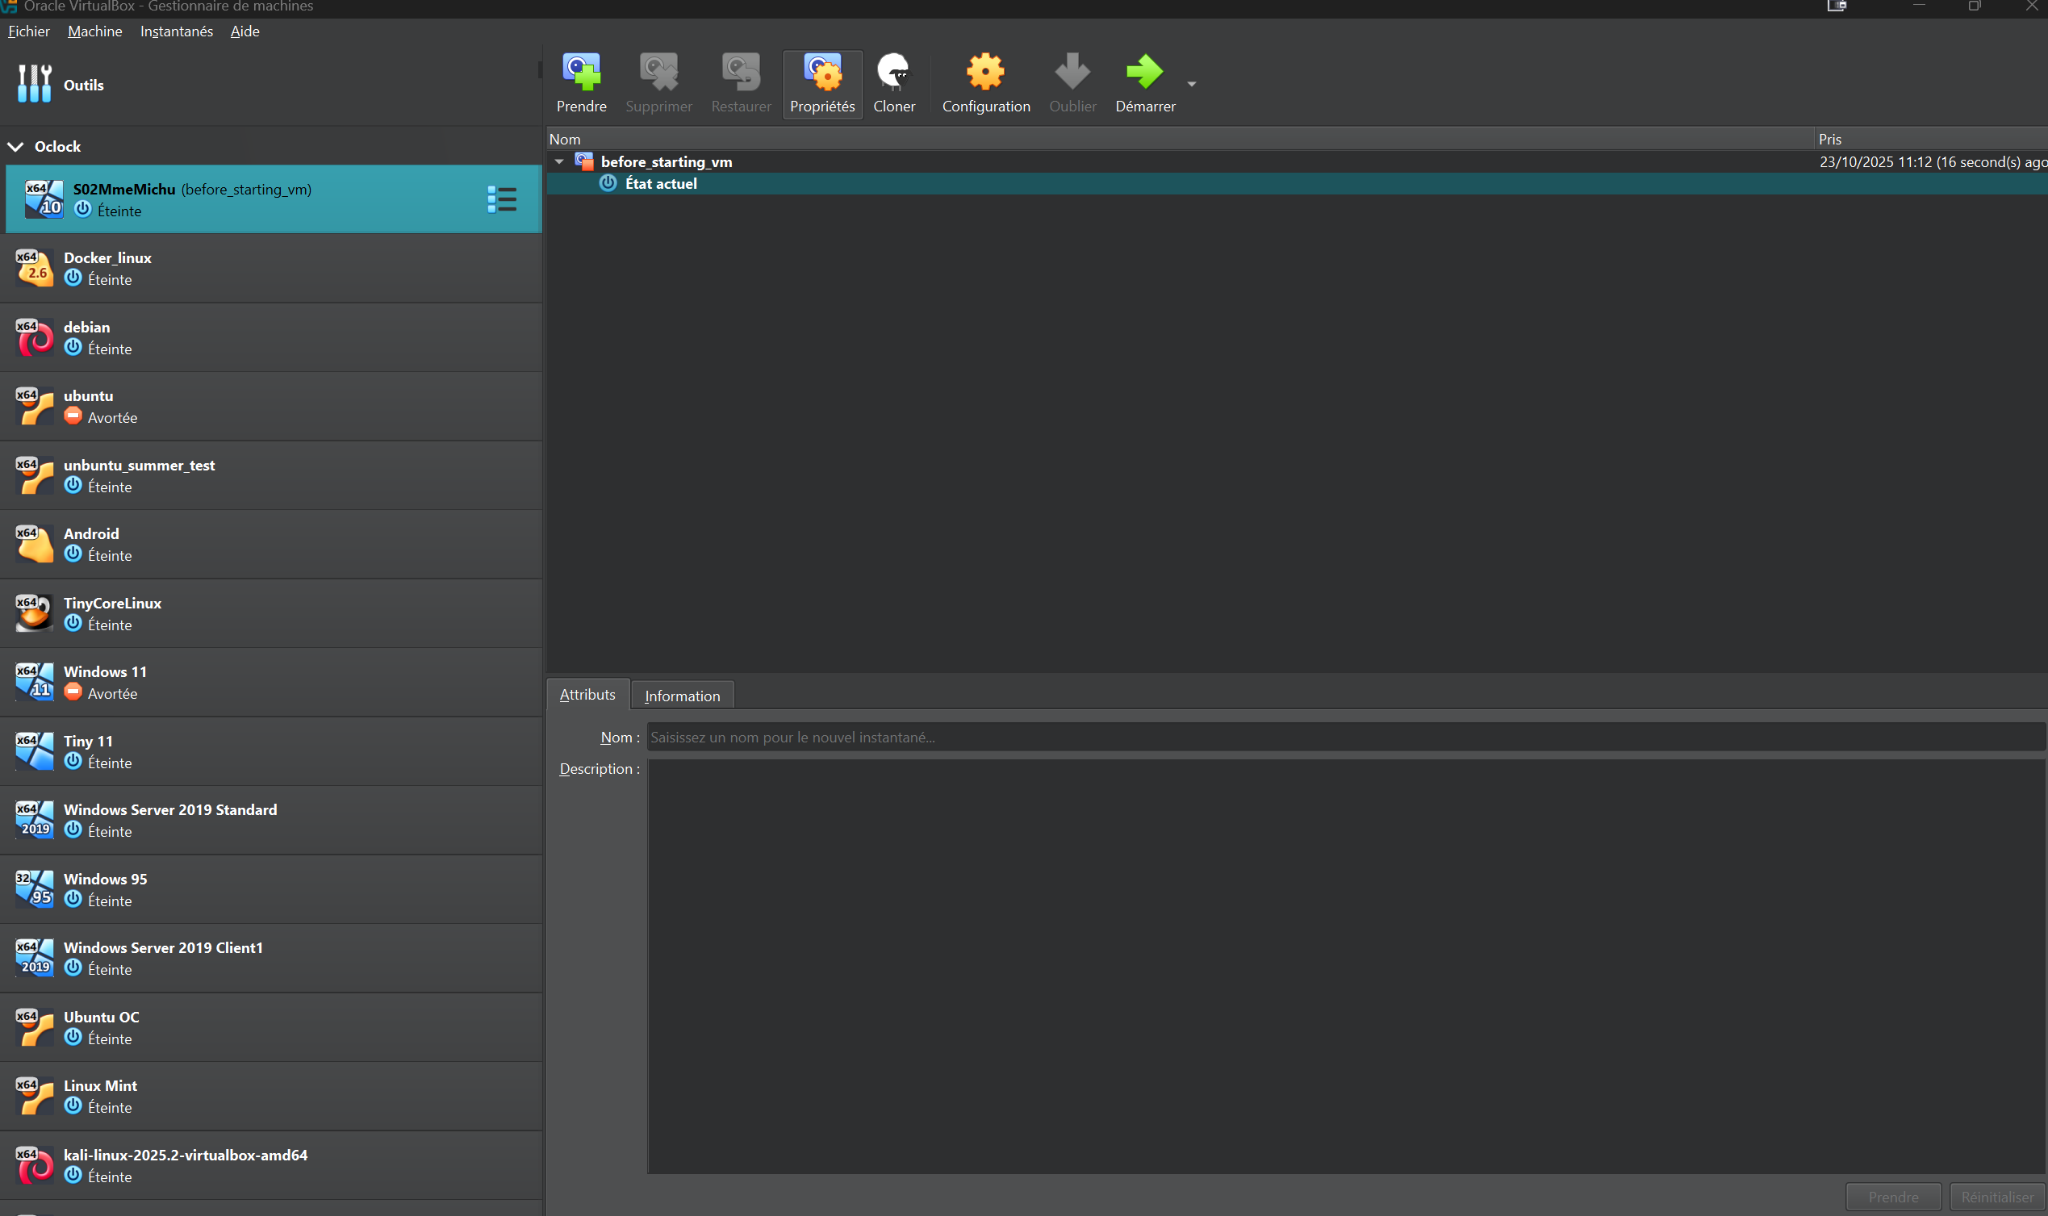 Oracle VirtualBox - Gestionnaire de machines
Fichier Machine Instantanés Aide
Outils
Prendre Supprimer Restaurer Propriétés Cloner Configuration Oublier Démarrer
Nom Pris
before_starting_vm 23/10/2025 11:12 (16 second(s) ago
État actuel
Oclock
x64 10 S02MmeMichu (before_starting_vm)
Éteinte
x64 2.6 Docker_linux
Éteinte
x64 debian
Éteinte
x64 ubuntu
Avortée
x64 unbuntu_summer_test
Éteinte
x64 Android
Éteinte
x64 TinyCoreLinux
Éteinte
x64 11 Windows 11
Avortée
x64 Tiny 11
Éteinte
x64 2019 Windows Server 2019 Standard
Éteinte
32 95 Windows 95
Éteinte
x64 2019 Windows Server 2019 Client1
Éteinte
x64 Ubuntu OC
Éteinte
x64 Linux Mint
Éteinte
x64 kali-linux-2025.2-virtualbox-amd64
Éteinte
Attributs Information
Nom : Saisissez un nom pour le nouvel instantané...
Description :
Prendre Réinitialiser